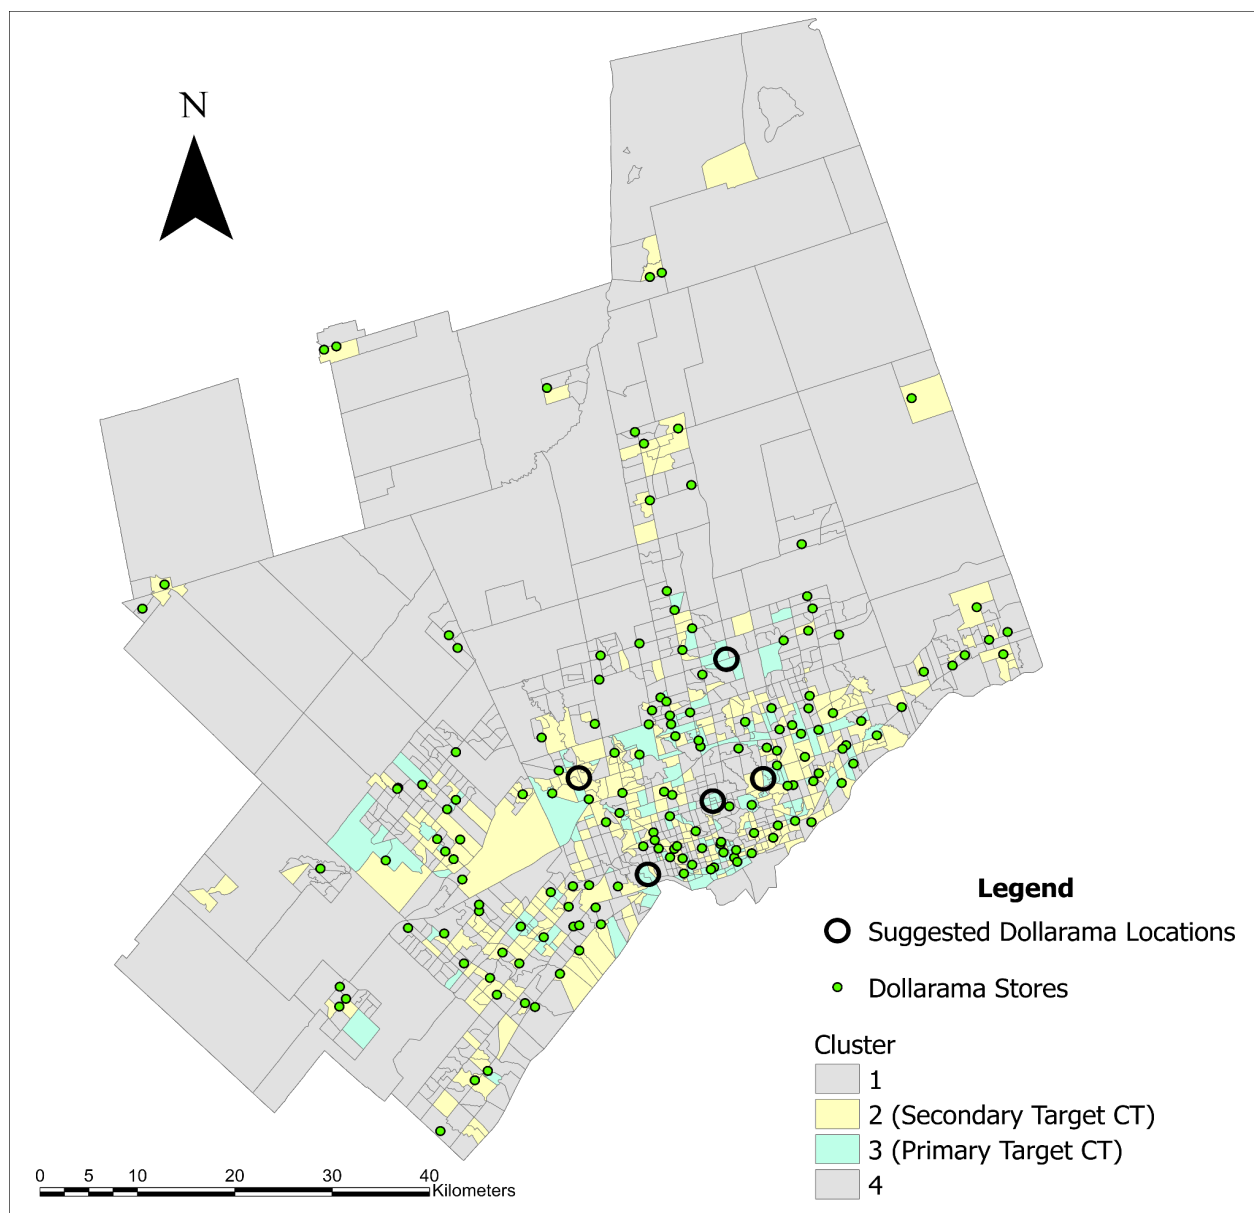 N
Legend
Suggested Dollarama Locations
Dollarama Stores
Cluster
1
2 (Secondary Target CT)
3 (Primary Target CT)
4
0 5 10 20 30 40
Kilometers